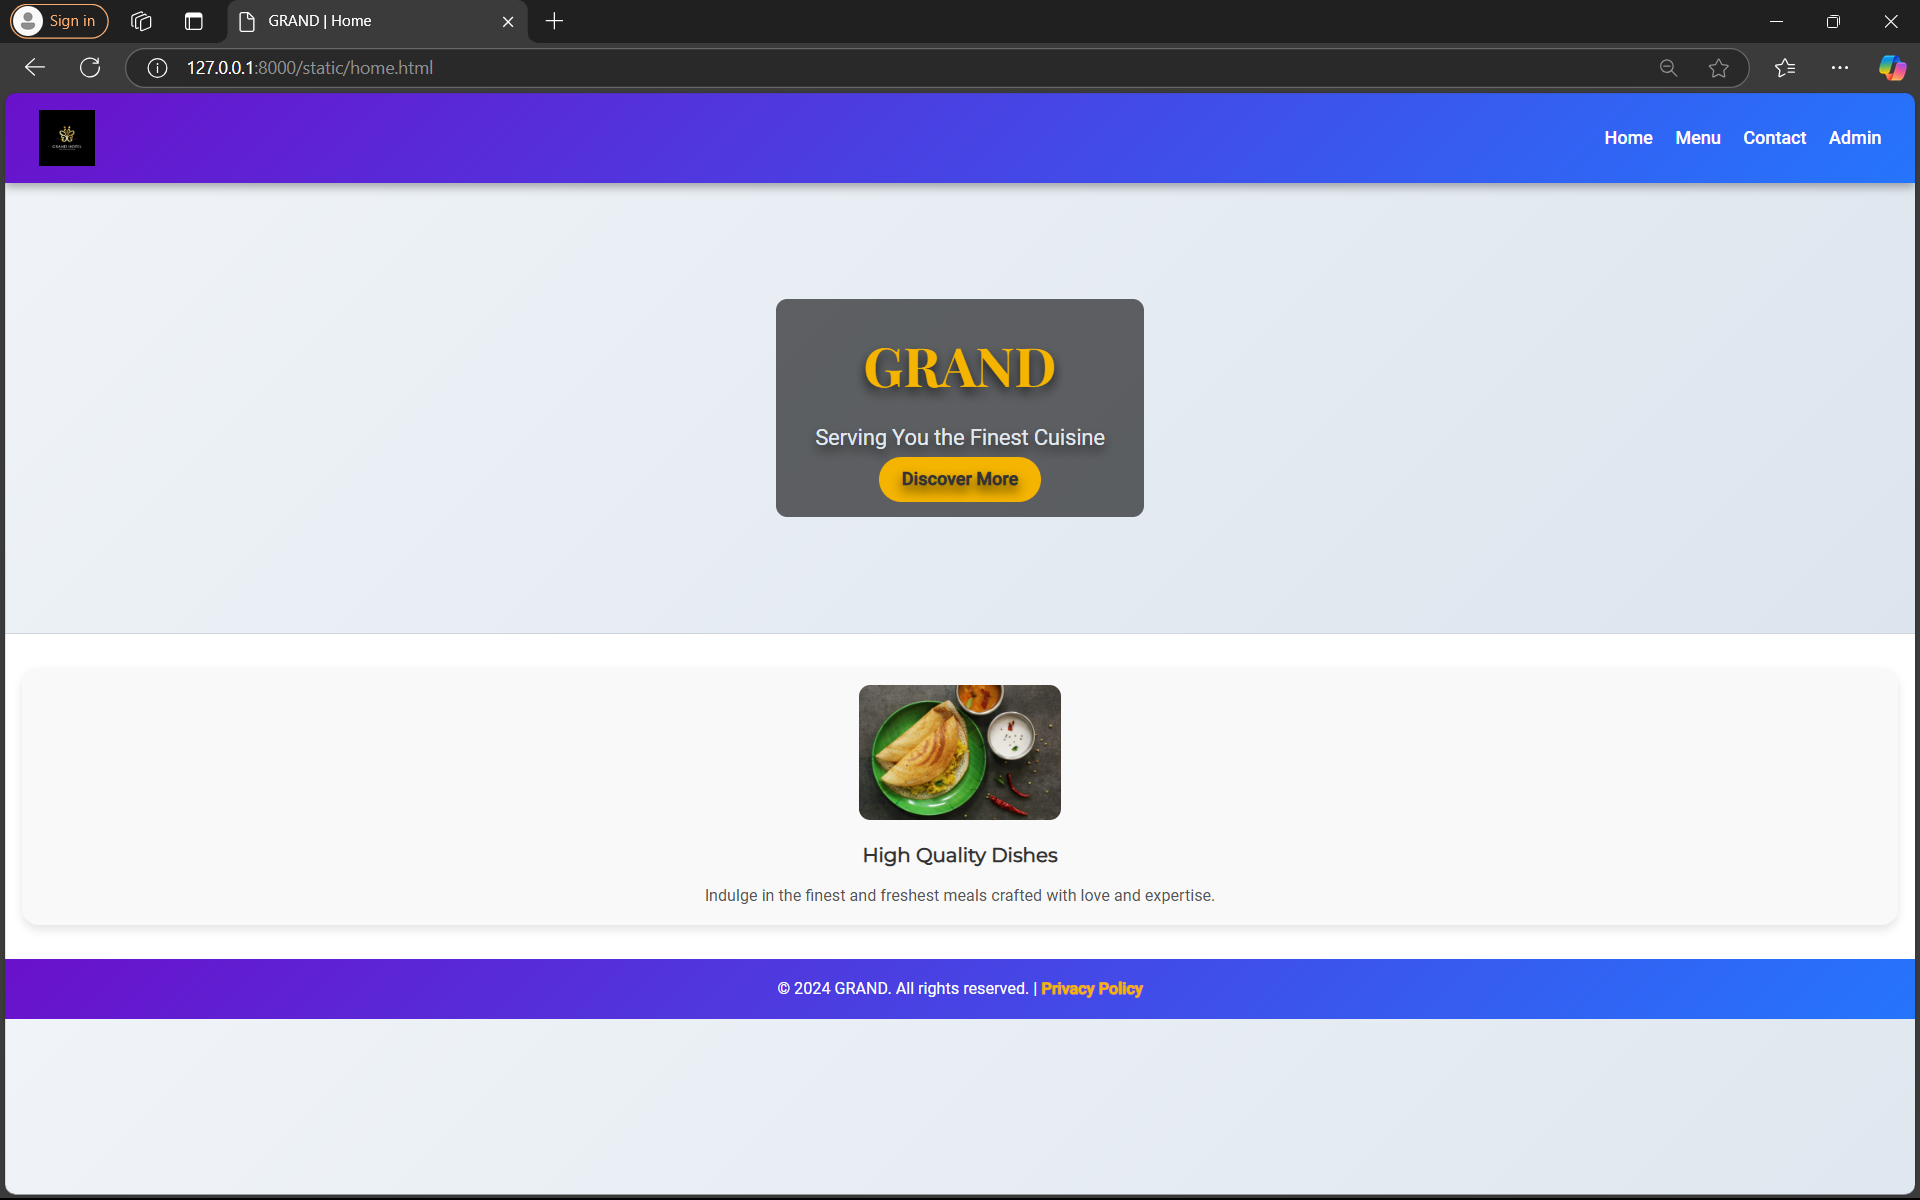 Sign in
GRAND | Home
127.0.0.1:8000/static/home.html
GRAND HOTEL
Home Menu Contact Admin
GRAND
Serving You the Finest Cuisine
Discover More
High Quality Dishes
Indulge in the finest and freshest meals crafted with love and expertise.
© 2024 GRAND. All rights reserved. | Privacy Policy